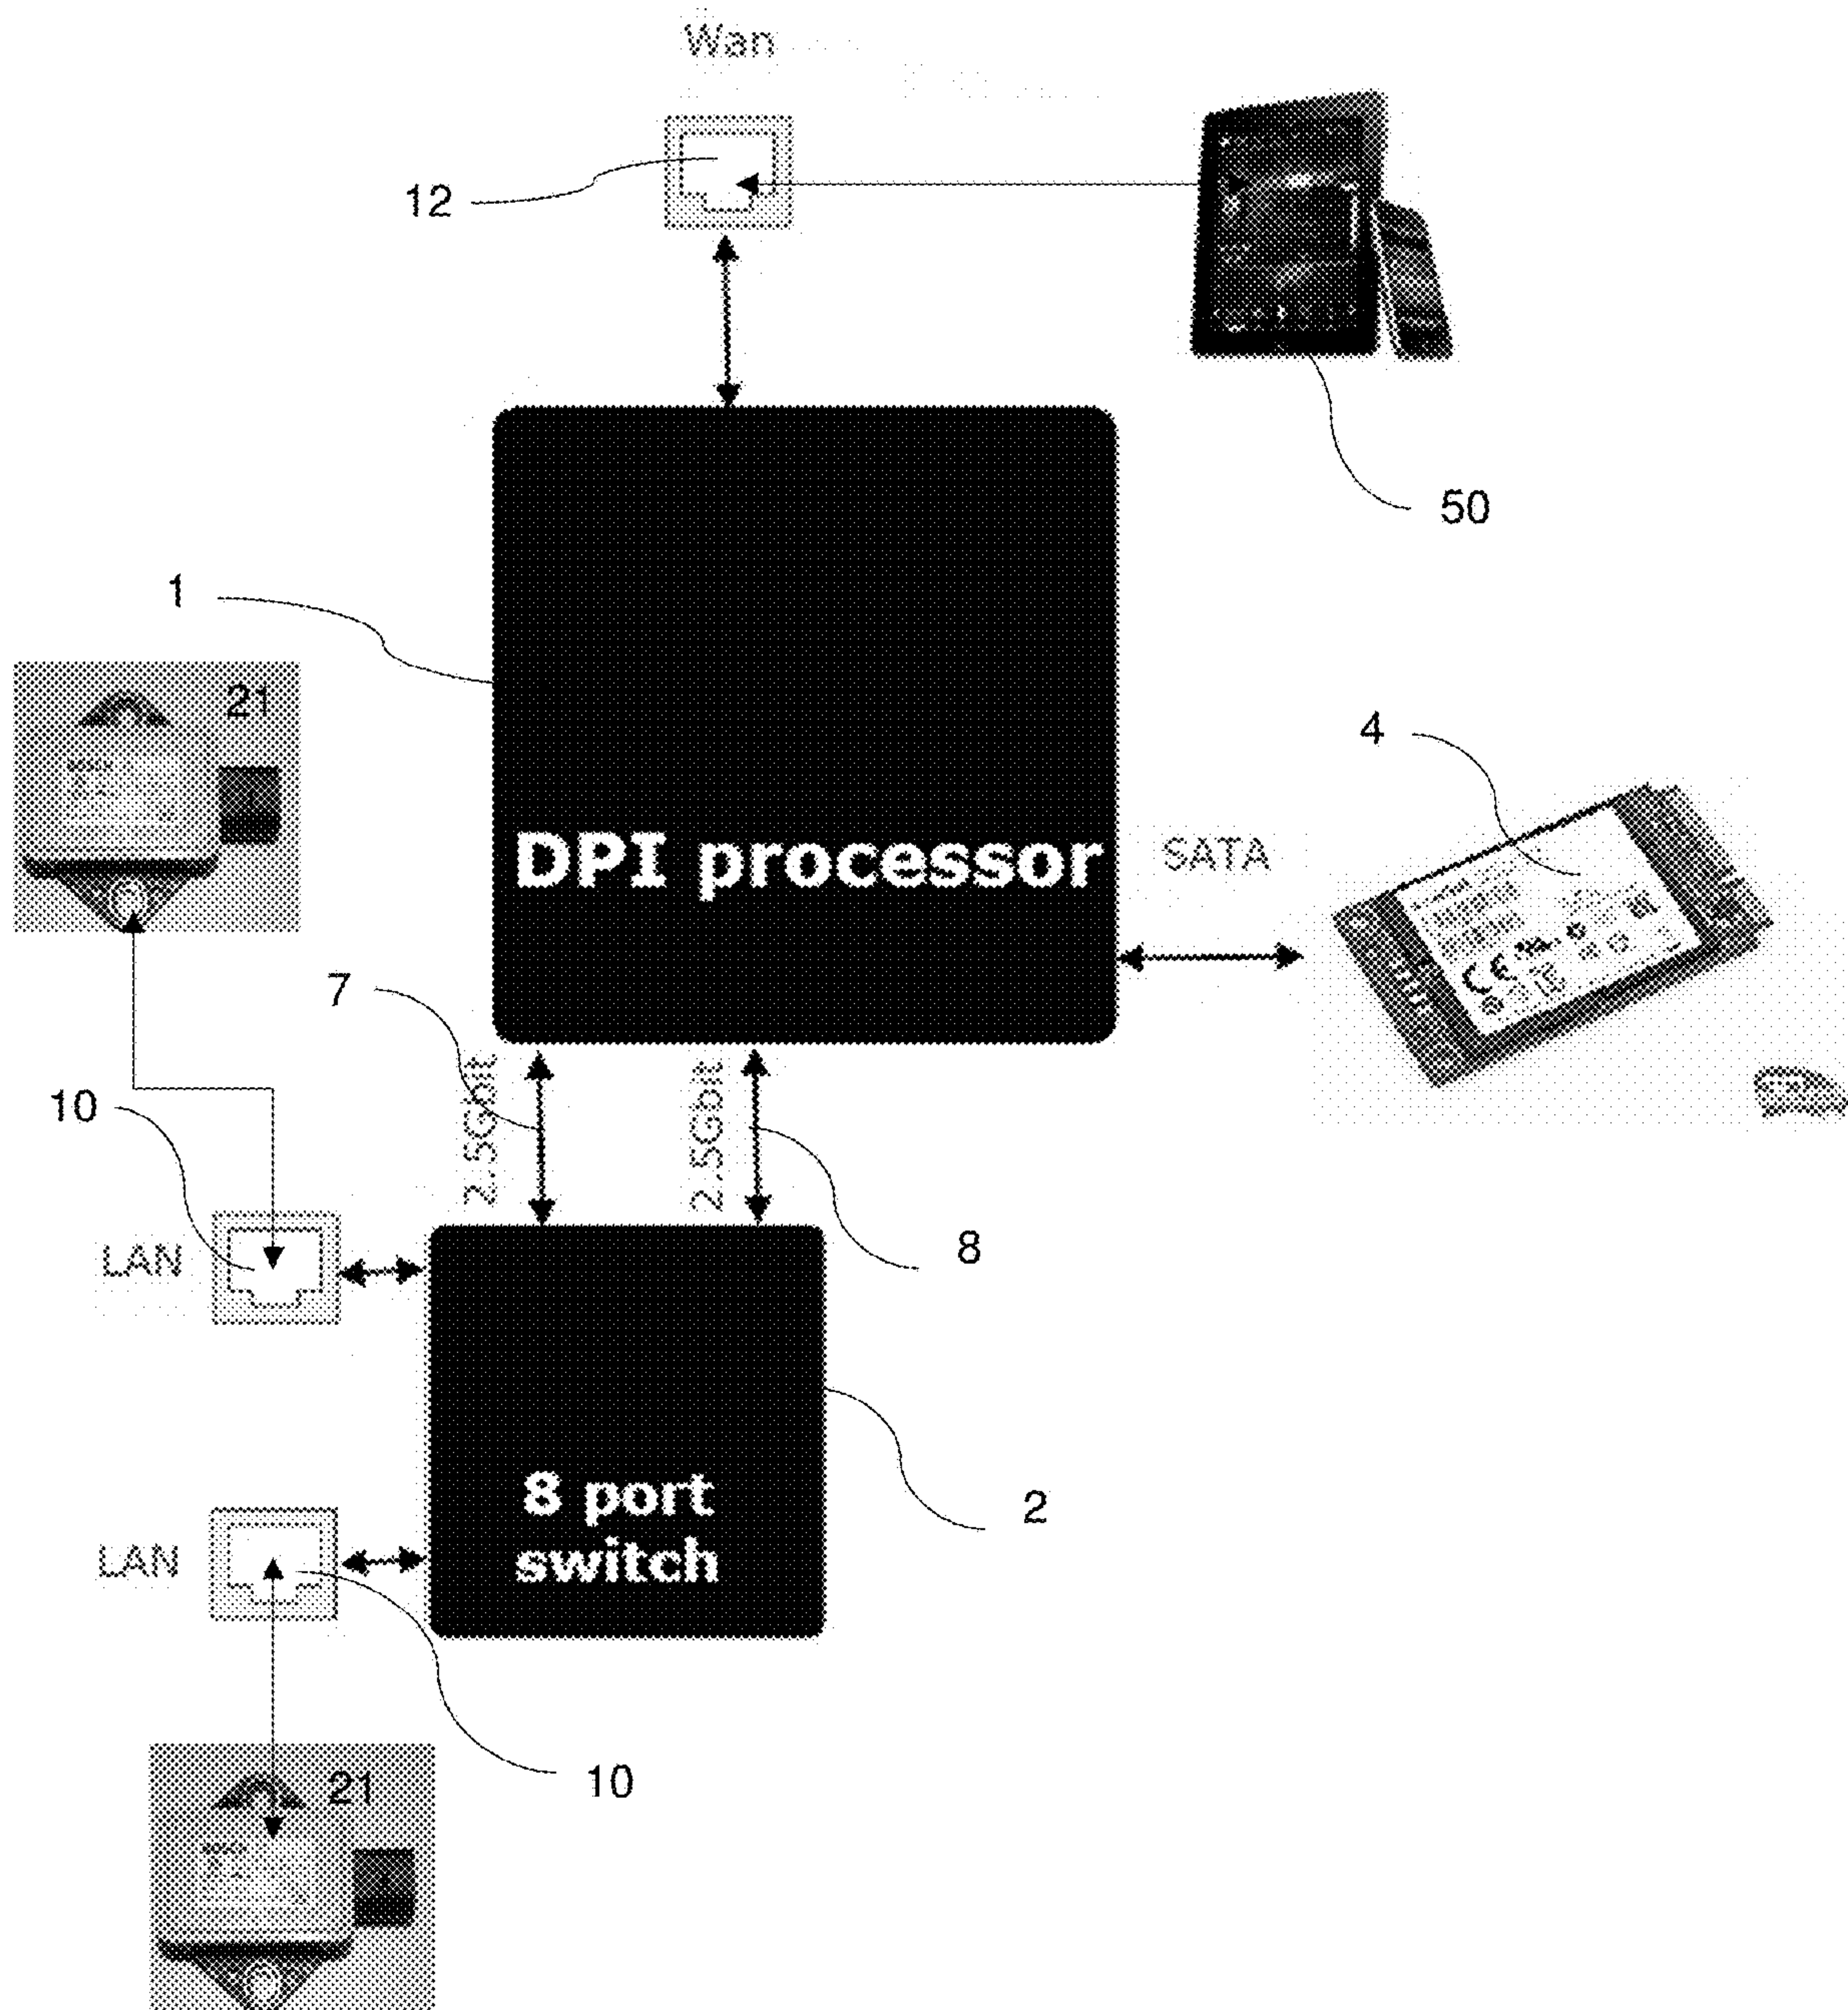 Wan
12
50
1
21
4
DPI processor
SATA
7
2.5Gbit
2.5Gbit
10
LAN
8
8 port
switch
2
LAN
10
21
CE